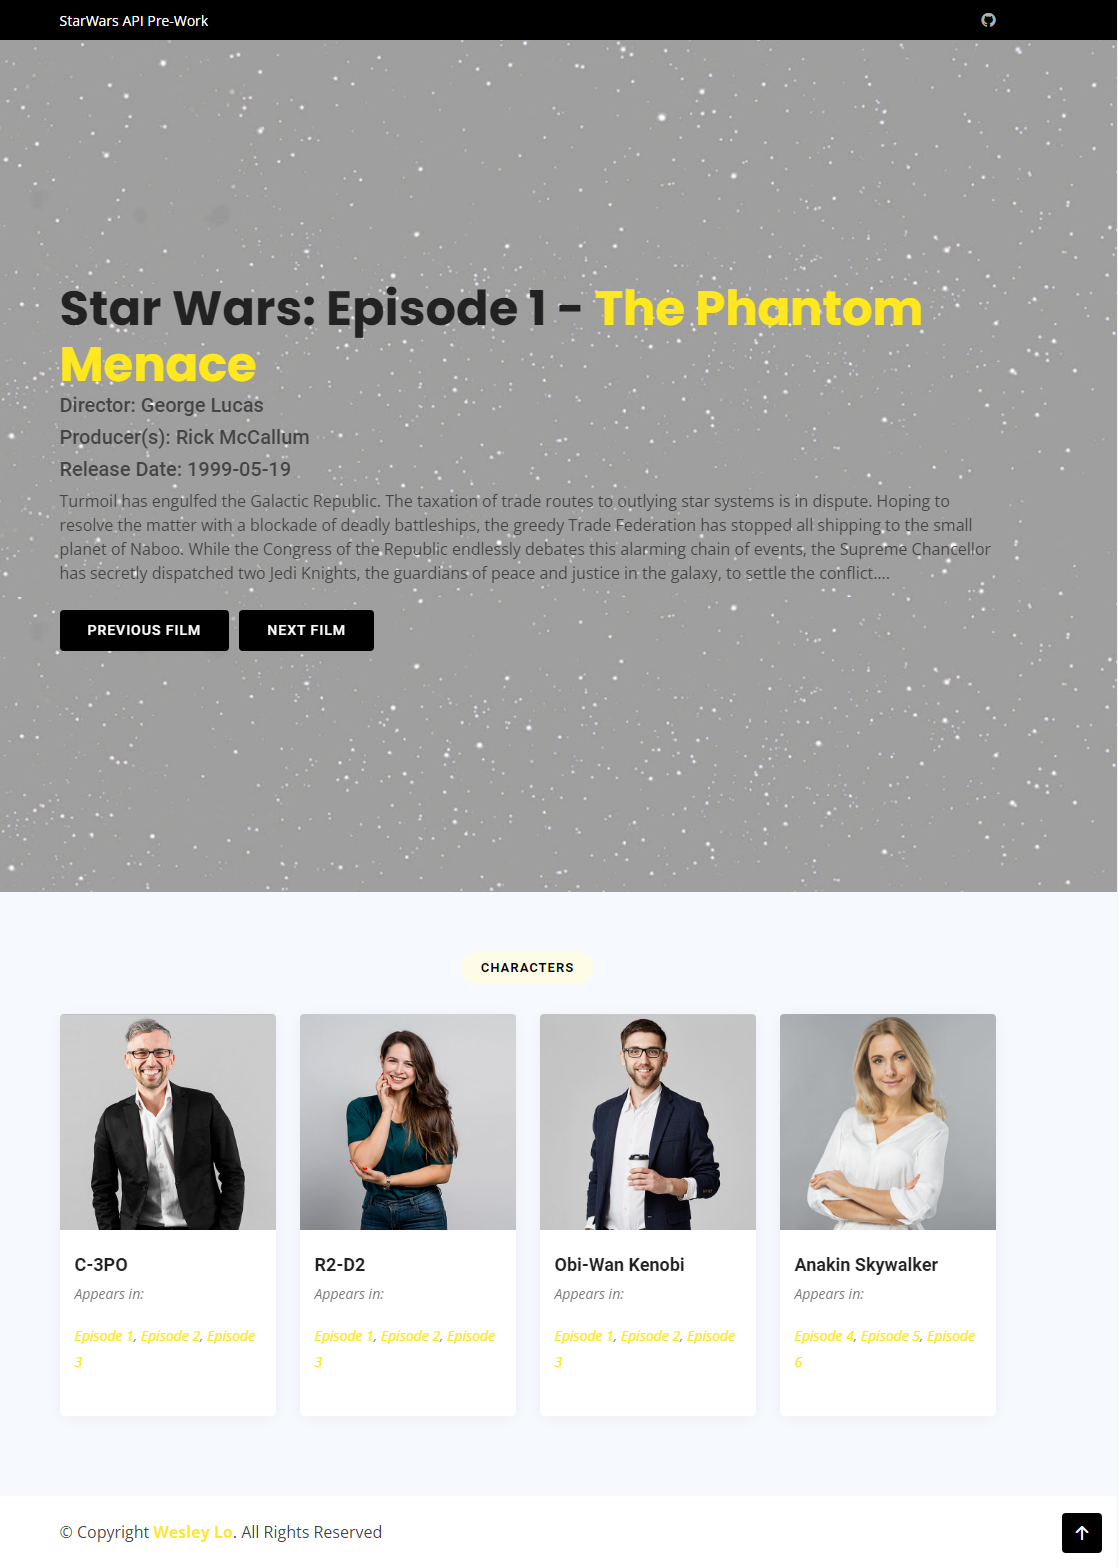 StarWars API Pre-Work
Star Wars: Episode 1 - The Phantom
Menace
Director: George Lucas
Producer(s): Rick McCallum
Release Date: 1999-05-19
Turmoil has engulfed the Galactic Republic. The taxation of trade routes to outlying star systems is in dispute. Hoping to
resolve the matter with a blockade of deadly battleships, the greedy Trade Federation has stopped all shipping to the small
planet of Naboo. While the Congress of the Republic endlessly debates this alarming chain of events, the Supreme Chancellor
has secretly dispatched two Jedi Knights, the guardians of peace and justice in the galaxy, to settle the conflict....
PREVIOUS FILM NEXT FILM
CHARACTERS
C-3PO
Appears in:
Episode 1, Episode 2, Episode
3
R2-D2
Appears in:
Episode 1, Episode 2, Episode
3
Obi-Wan Kenobi
Appears in:
Episode 1, Episode 2, Episode
3
Anakin Skywalker
Appears in:
Episode 4, Episode 5, Episode
6
© Copyright Wesley Lo. All Rights Reserved